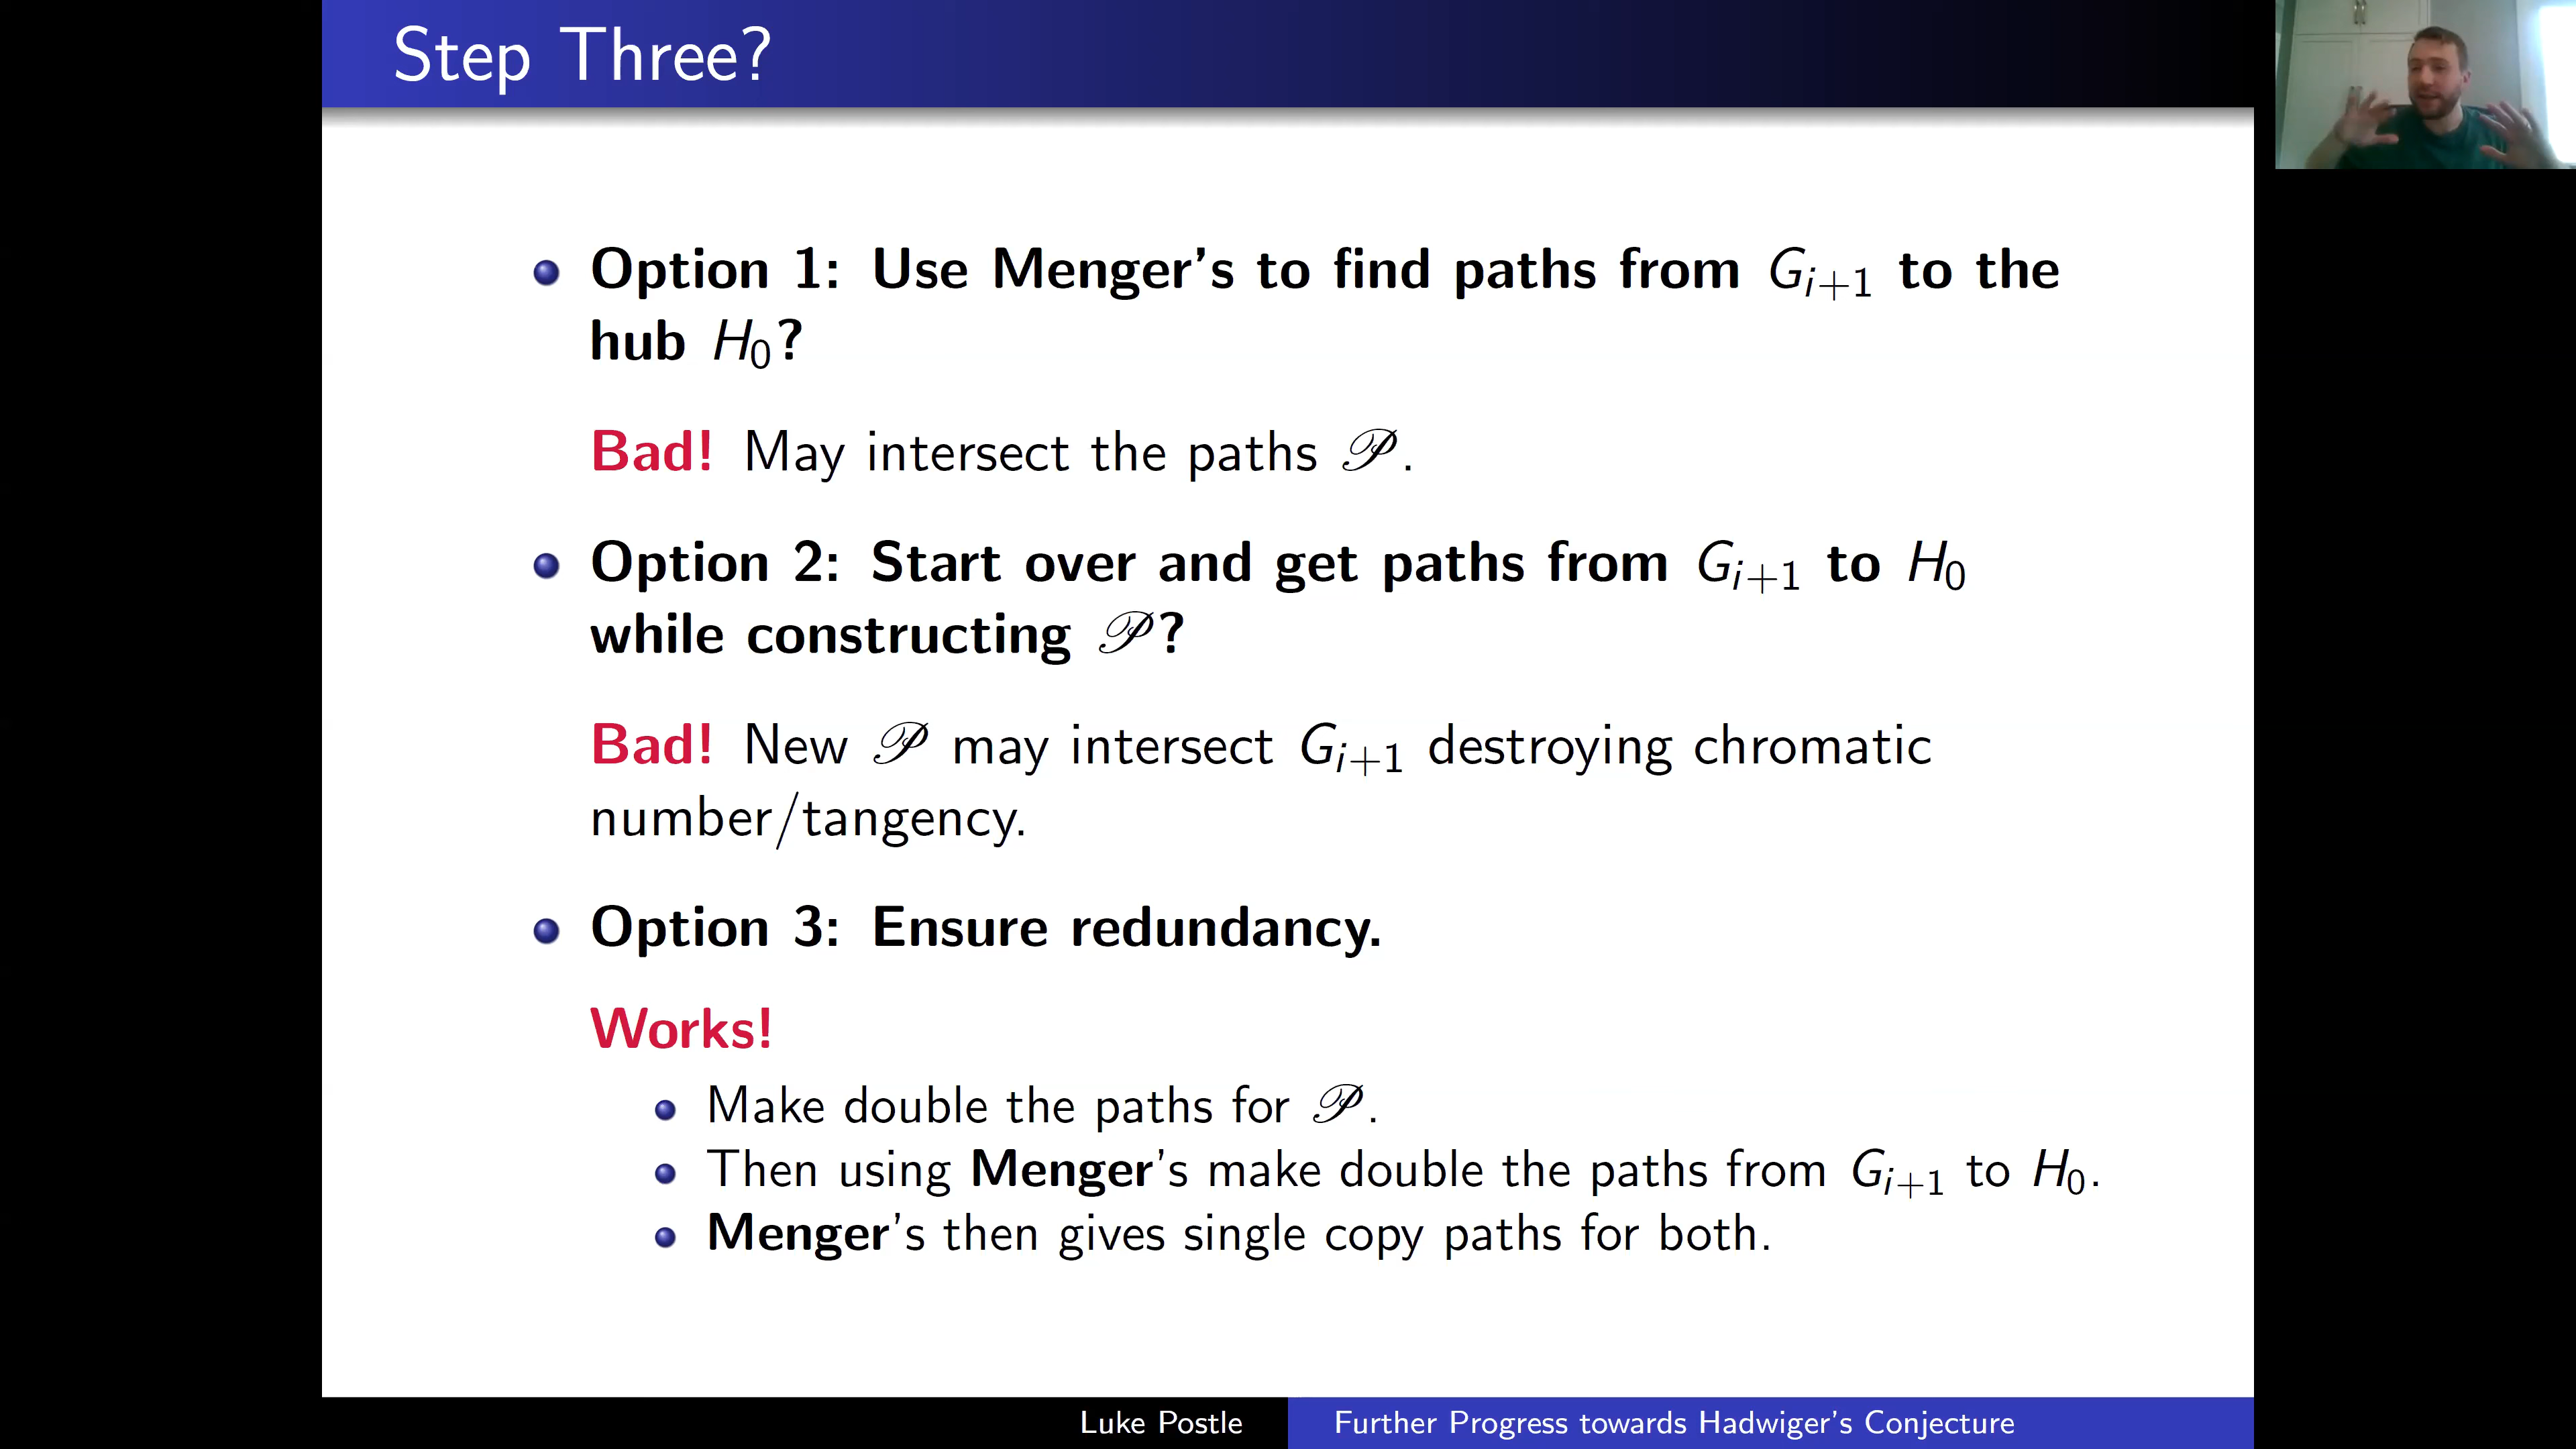 Step Three?
Option 1: Use Menger's to find paths from G_{i+1} to the
hub H_0?
Bad! May intersect the paths 𝒫.
Option 2: Start over and get paths from G_{i+1} to H_0
while constructing 𝒫?
Bad! New 𝒫 may intersect G_{i+1} destroying chromatic
number/tangency.
Option 3: Ensure redundancy.
Works!
Make double the paths for 𝒫.
Then using Menger's make double the paths from G_{i+1} to H_0.
Menger's then gives single copy paths for both.
Luke Postle
Further Progress towards Hadwiger's Conjecture